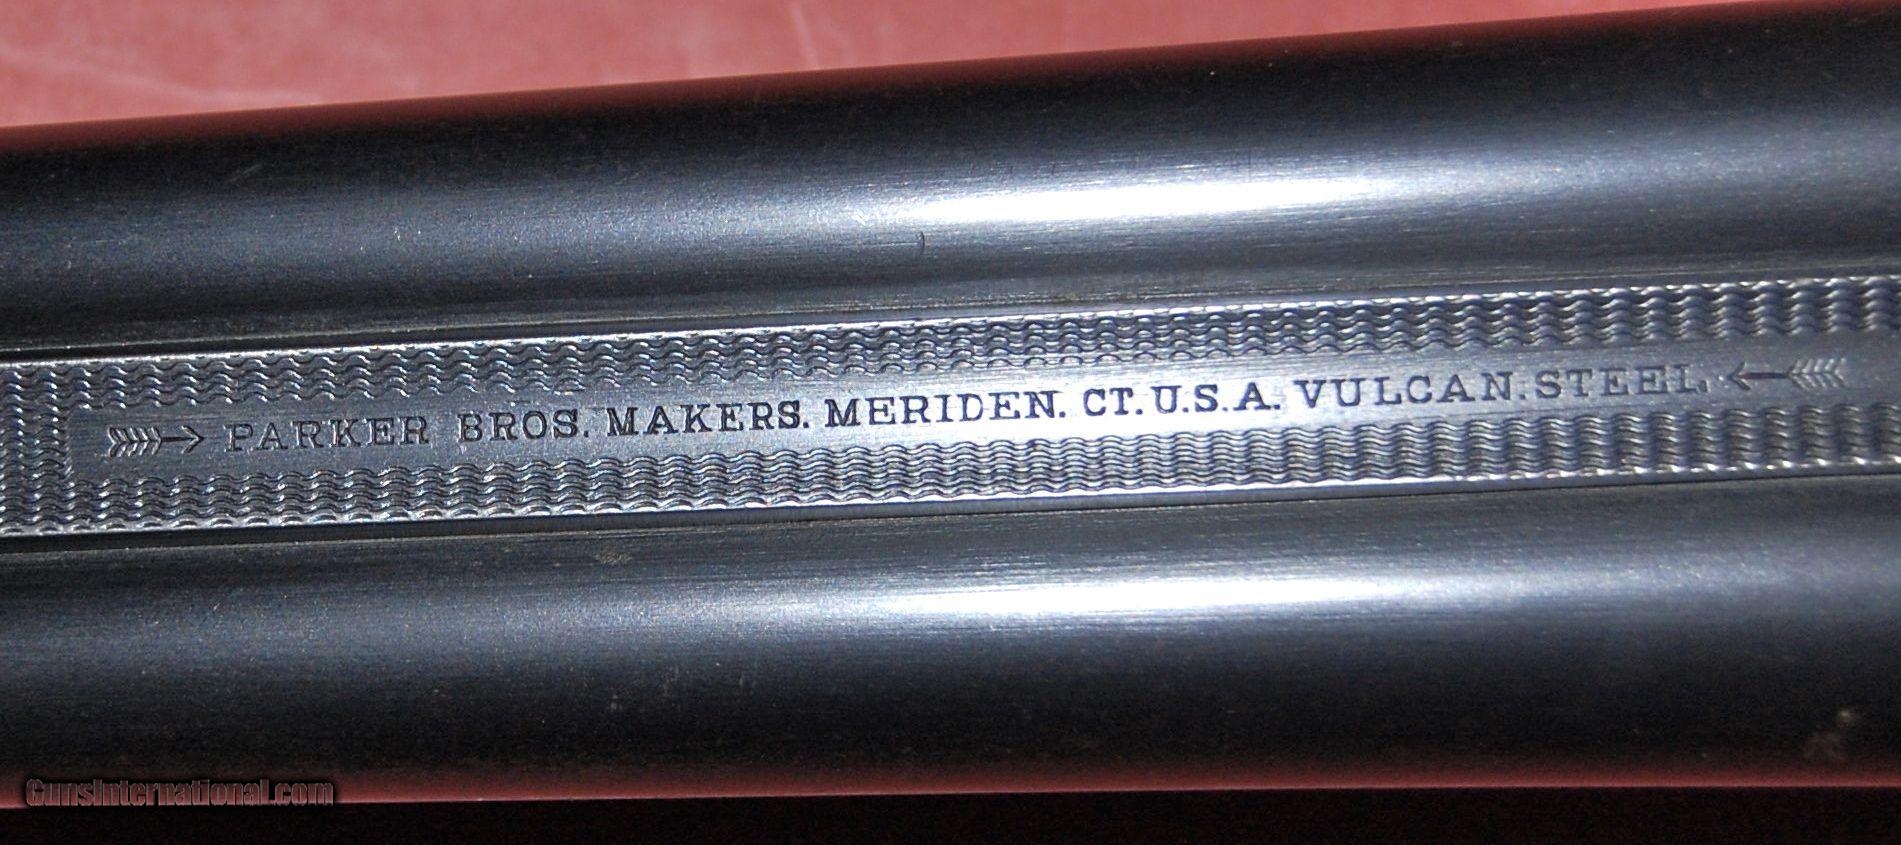 PARKER BROS. MAKERS. MERIDEN. CT. U.S.A. VULCAN. STEEL.
GunsInternational.com